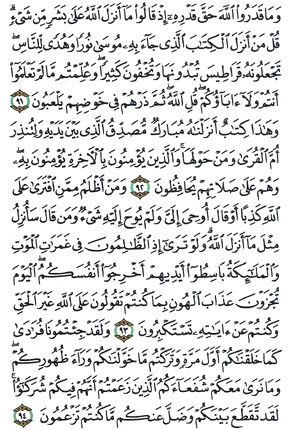 وَمَا قَدَرُوا۟ ٱللَّهَ حَقَّ قَدْرِهِۦٓ إِذْ قَالُوا۟ مَآ أَنزَلَ ٱللَّهُ عَلَىٰ بَشَرٍ مِّن شَىْءٍ ۗ
قُلْ مَنْ أَنزَلَ ٱلْكِتَـٰبَ ٱلَّذِى جَآءَ بِهِۦ مُوسَىٰ نُورًا وَهُدًى لِّلنَّاسِ ۖ
تَجْعَلُونَهُۥ قَرَاطِيسَ تُبْدُونَهَا وَتُخْفُونَ كَثِيرًا ۖ وَعُلِّمْتُم مَّا لَمْ تَعْلَمُوٓا۟
أَنتُمْ وَلَآ ءَابَآؤُكُمْ ۖ قُلِ ٱللَّهُ ۖ ثُمَّ ذَرْهُمْ فِى خَوْضِهِمْ يَلْعَبُونَ ٩١
وَهَـٰذَا كِتَـٰبٌ أَنزَلْنَـٰهُ مُبَارَكٌ مُّصَدِّقُ ٱلَّذِى بَيْنَ يَدَيْهِ وَلِتُنذِرَ
أُمَّ ٱلْقُرَىٰ وَمَنْ حَوْلَهَا ۚ وَٱلَّذِينَ يُؤْمِنُونَ بِٱلْـَٔاخِرَةِ يُؤْمِنُونَ بِهِۦ ۖ
وَهُمْ عَلَىٰ صَلَاتِهِمْ يُحَافِظُونَ ٩٢ وَمَنْ أَظْلَمُ مِمَّنِ ٱفْتَرَىٰ عَلَى
ٱللَّهِ كَذِبًا أَوْ قَالَ أُوحِىَ إِلَىَّ وَلَمْ يُوحَ إِلَيْهِ شَىْءٌ وَمَن قَالَ سَأُنزِلُ
مِثْلَ مَآ أَنزَلَ ٱللَّهُ ۗ وَلَوْ تَرَىٰٓ إِذِ ٱلظَّـٰلِمُونَ فِى غَمَرَٰتِ ٱلْمَوْتِ
وَٱلْمَلَـٰٓئِكَةُ بَاسِطُوٓا۟ أَيْدِيهِمْ أَخْرِجُوٓا۟ أَنفُسَكُمُ ۖ ٱلْيَوْمَ
تُجْزَوْنَ عَذَابَ ٱلْهُونِ بِمَا كُنتُمْ تَقُولُونَ عَلَى ٱللَّهِ غَيْرَ ٱلْحَقِّ
وَكُنتُمْ عَنْ ءَايَـٰتِهِۦ تَسْتَكْبِرُونَ ٩٣ وَلَقَدْ جِئْتُمُونَا فُرَٰدَىٰ
كَمَا خَلَقْنَـٰكُمْ أَوَّلَ مَرَّةٍ وَتَرَكْتُم مَّا خَوَّلْنَـٰكُمْ وَرَآءَ ظُهُورِكُمْ ۖ
وَمَا نَرَىٰ مَعَكُمْ شُفَعَآءَكُمُ ٱلَّذِينَ زَعَمْتُمْ أَنَّهُمْ فِيكُمْ شُرَكَـٰٓؤُا۟ ۚ
لَقَد تَّقَطَّعَ بَيْنَكُمْ وَضَلَّ عَنكُم مَّا كُنتُمْ تَزْعُمُونَ ٩٤